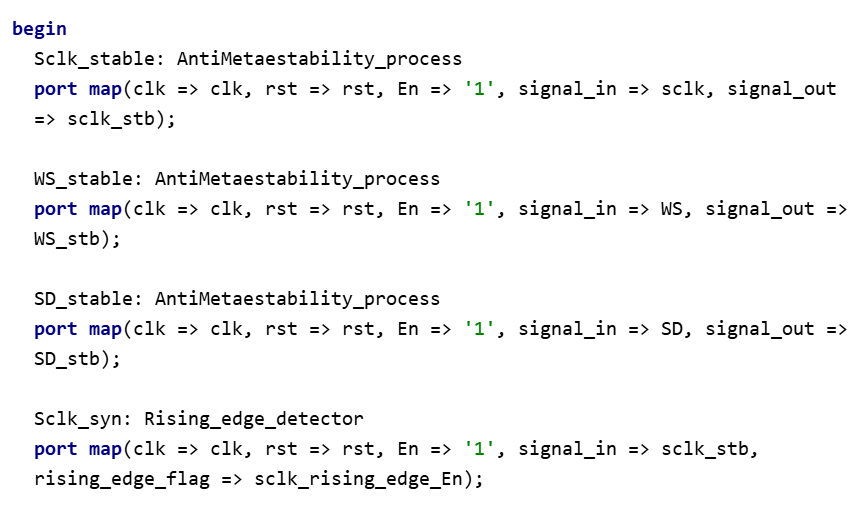 begin
Sclk_stable: AntiMetaestability_process
port map(clk => clk, rst => rst, En => '1', signal_in => sclk, signal_out
=> sclk_stb);
WS_stable: AntiMetaestability_process
port map(clk => clk, rst => rst, En => '1', signal_in => WS, signal_out =>
WS_stb);
SD_stable: AntiMetaestability_process
port map(clk => clk, rst => rst, En => '1', signal_in => SD, signal_out =>
SD_stb);
Sclk_syn: Rising_edge_detector
port map(clk => clk, rst => rst, En => '1', signal_in => sclk_stb,
rising_edge_flag => sclk_rising_edge_En);